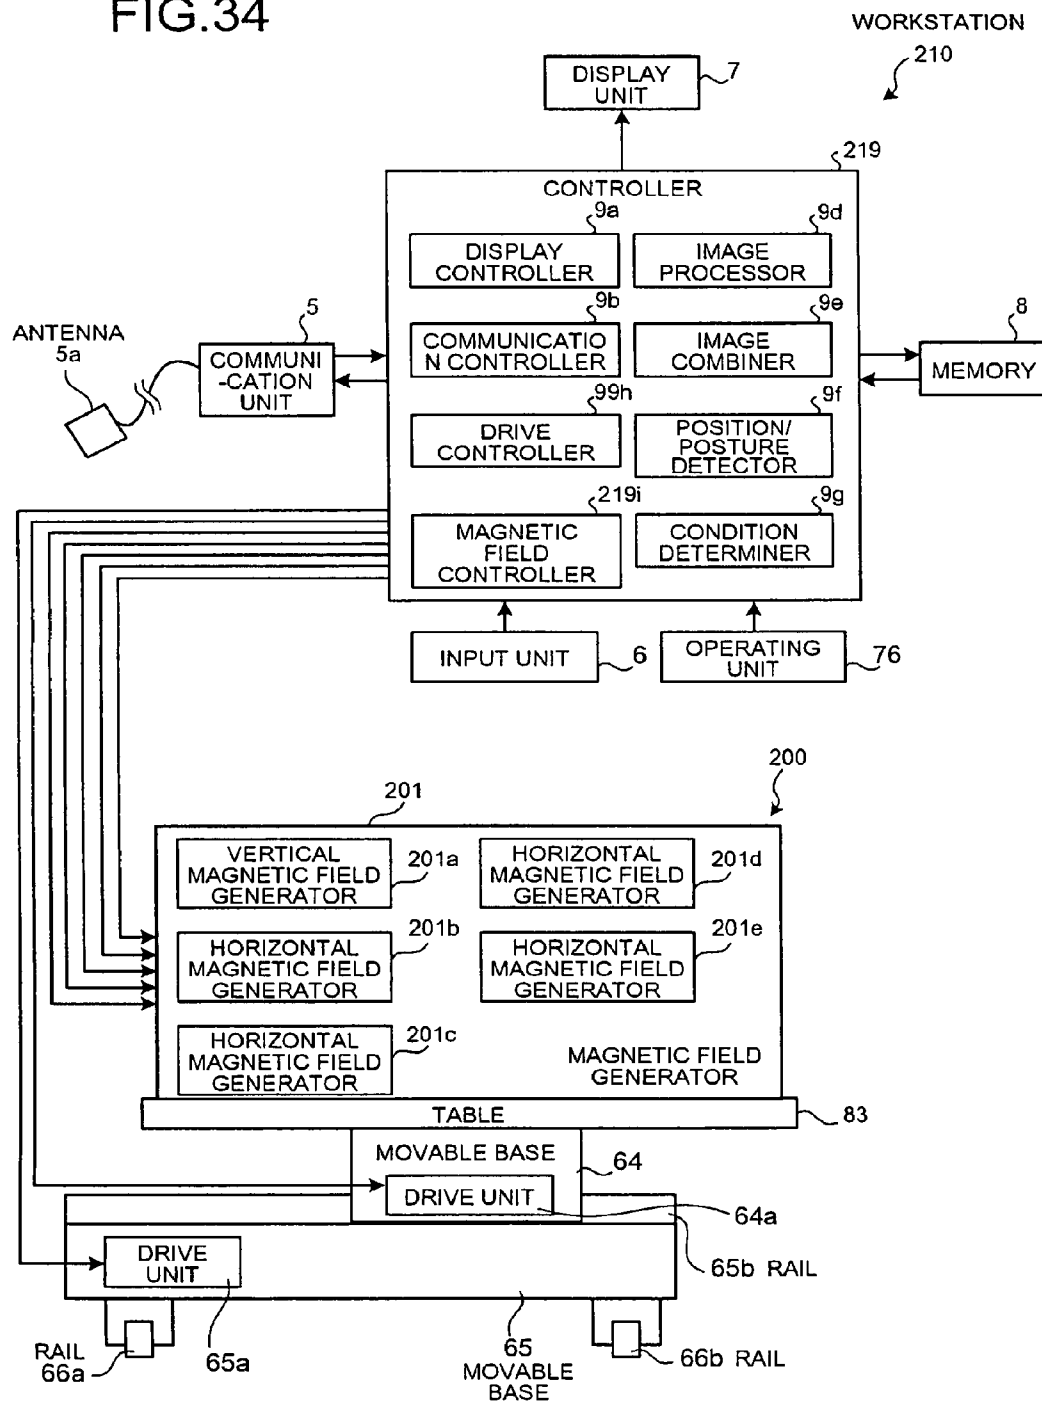 FIG.34
WORKSTATION
210
DISPLAY
UNIT
7
219
CONTROLLER
9a
DISPLAY
CONTROLLER
9d
IMAGE
PROCESSOR
9b
COMMUNICATIO
N CONTROLLER
9e
IMAGE
COMBINER
99h
DRIVE
CONTROLLER
9f
POSITION/
POSTURE
DETECTOR
219i
MAGNETIC
FIELD
CONTROLLER
9g
CONDITION
DETERMINER
ANTENNA
5a
5
COMMUNI
-CATION
UNIT
8
MEMORY
INPUT UNIT
6
OPERATING
UNIT
76
200
201
VERTICAL
MAGNETIC FIELD
GENERATOR
201a
HORIZONTAL
MAGNETIC FIELD
GENERATOR
201d
HORIZONTAL
MAGNETIC FIELD
GENERATOR
201b
HORIZONTAL
MAGNETIC FIELD
GENERATOR
201e
HORIZONTAL
MAGNETIC FIELD
GENERATOR
201c
MAGNETIC FIELD
GENERATOR
TABLE
83
MOVABLE BASE
64
DRIVE UNIT
64a
DRIVE
UNIT
65b RAIL
RAIL
66a
65a
65
MOVABLE
BASE
66b RAIL